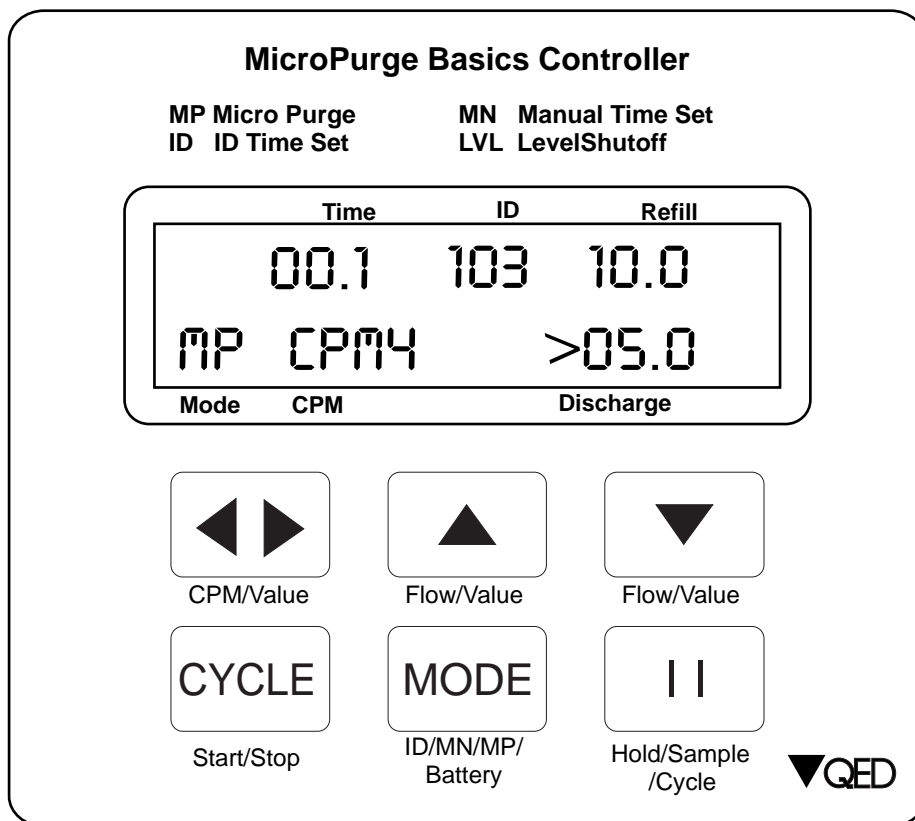 MicroPurge Basics Controller
MP Micro Purge MN Manual Time Set
ID ID Time Set LVL LevelShutoff
Time ID Refill
00.1 103 10.0
MP CPM4 >05.0
Mode CPM Discharge
CPM/Value Flow/Value Flow/Value
CYCLE MODE
Start/Stop ID/MN/MP/ Hold/Sample
Battery /Cycle
QED